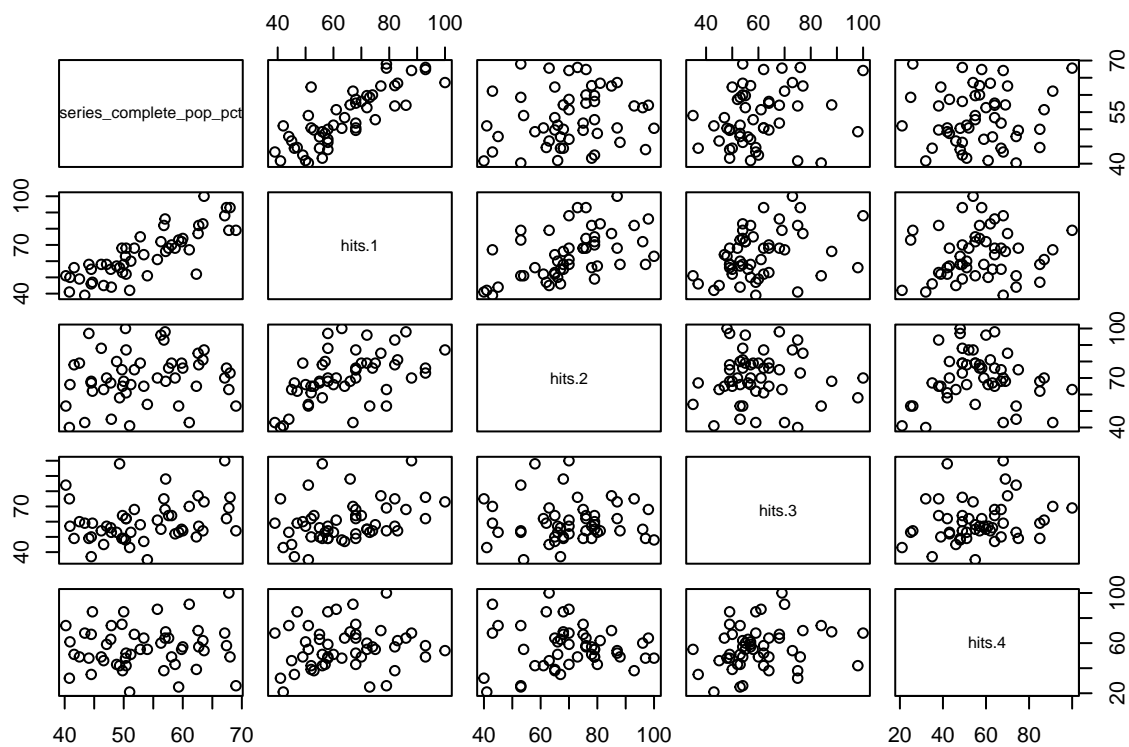 40 60 80 100 40 60 80 100
series_complete_pop_pct
40 55 70
hits.1
40 70 100
hits.2
40 70 100
hits.3
40 70
hits.4
20 60 100
40 50 60 70 40 60 80 100 20 40 60 80